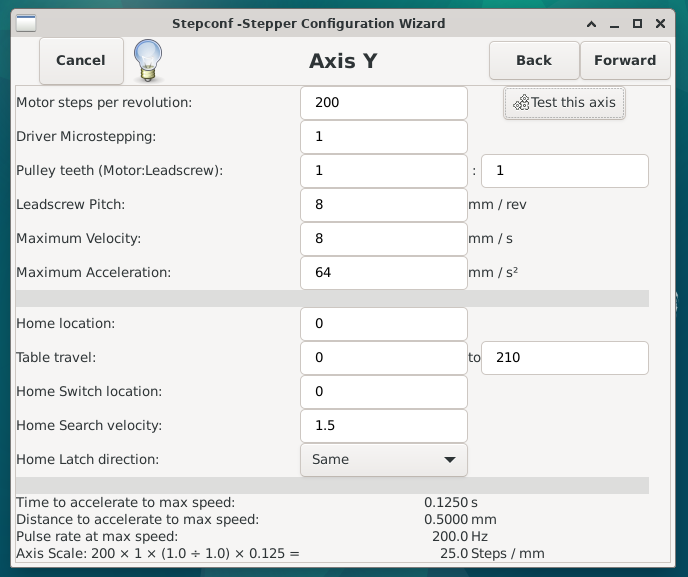 Stepconf -Stepper Configuration Wizard
Cancel
Axis Y
Back
Forward
Motor steps per revolution: 200 Test this axis
Driver Microstepping: 1
Pulley teeth (Motor:Leadscrew): 1 : 1
Leadscrew Pitch: 8 mm / rev
Maximum Velocity: 8 mm / s
Maximum Acceleration: 64 mm / s²
Home location: 0
Table travel: 0 to 210
Home Switch location: 0
Home Search velocity: 1.5
Home Latch direction: Same
Time to accelerate to max speed: 0.1250 s
Distance to accelerate to max speed: 0.5000 mm
Pulse rate at max speed: 200.0 Hz
Axis Scale: 200 × 1 × (1.0 ÷ 1.0) × 0.125 = 25.0 Steps / mm